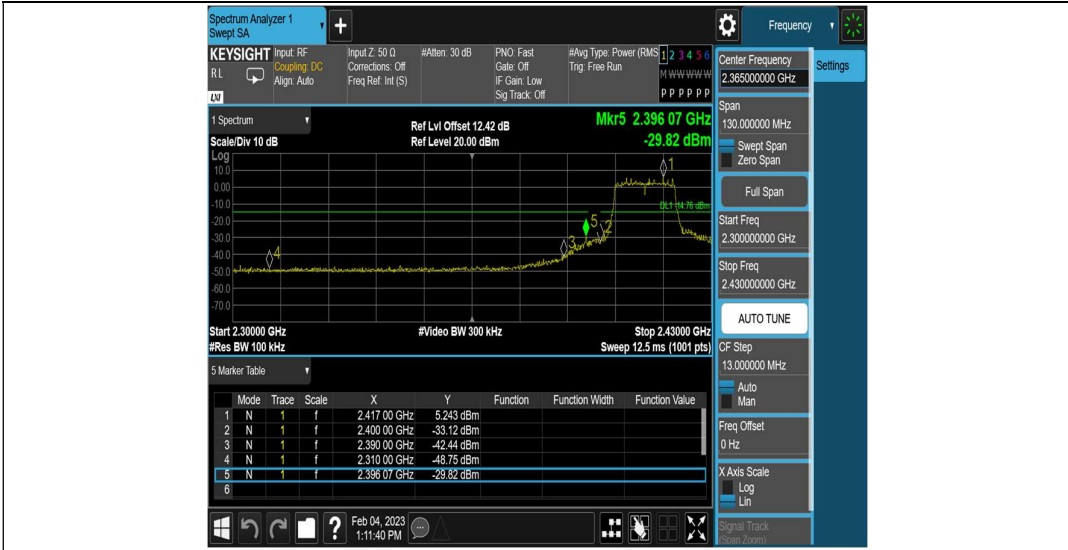 Spectrum Analyzer 1
Swept SA
+
Frequency
KEYSIGHT
RL
LXI
Input: RF
Coupling: DC
Align: Auto
Input Z: 50 Ω
Corrections: Off
Freq Ref: Int (S)
#Atten: 30 dB
PNO: Fast
Gate: Off
IF Gain: Low
Sig Track: Off
#Avg Type: Power (RMS
Trig: Free Run
1 2 3 4 5 6
M W W W W W
P P P P P P
Center Frequency
2.365000000 GHz
Settings
Span
130.000000 MHz
Swept Span
Zero Span
Full Span
Start Freq
2.300000000 GHz
Stop Freq
2.430000000 GHz
AUTO TUNE
CF Step
13.000000 MHz
Auto
Man
Freq Offset
0 Hz
X Axis Scale
Log
Lin
Signal Track
(Span Zoom)
1 Spectrum
Scale/Div 10 dB
Ref Lvl Offset 12.42 dB
Ref Level 20.00 dBm
Mkr5 2.396 07 GHz
-29.82 dBm
Log
10.0
0.00
-10.0
-20.0
-30.0
-40.0
-50.0
-60.0
-70.0
1
DL1 -14.76 dBm
5
2
3
4
Start 2.30000 GHz
#Video BW 300 kHz
Stop 2.43000 GHz
#Res BW 100 kHz
Sweep 12.5 ms (1001 pts)
5 Marker Table
Mode Trace Scale X Y Function Function Width Function Value
1 N 1 f 2.417 00 GHz 5.243 dBm
2 N 1 f 2.400 00 GHz -33.12 dBm
3 N 1 f 2.390 00 GHz -42.44 dBm
4 N 1 f 2.310 00 GHz -48.75 dBm
5 N 1 f 2.396 07 GHz -29.82 dBm
6
?
Feb 04, 2023
1:11:40 PM